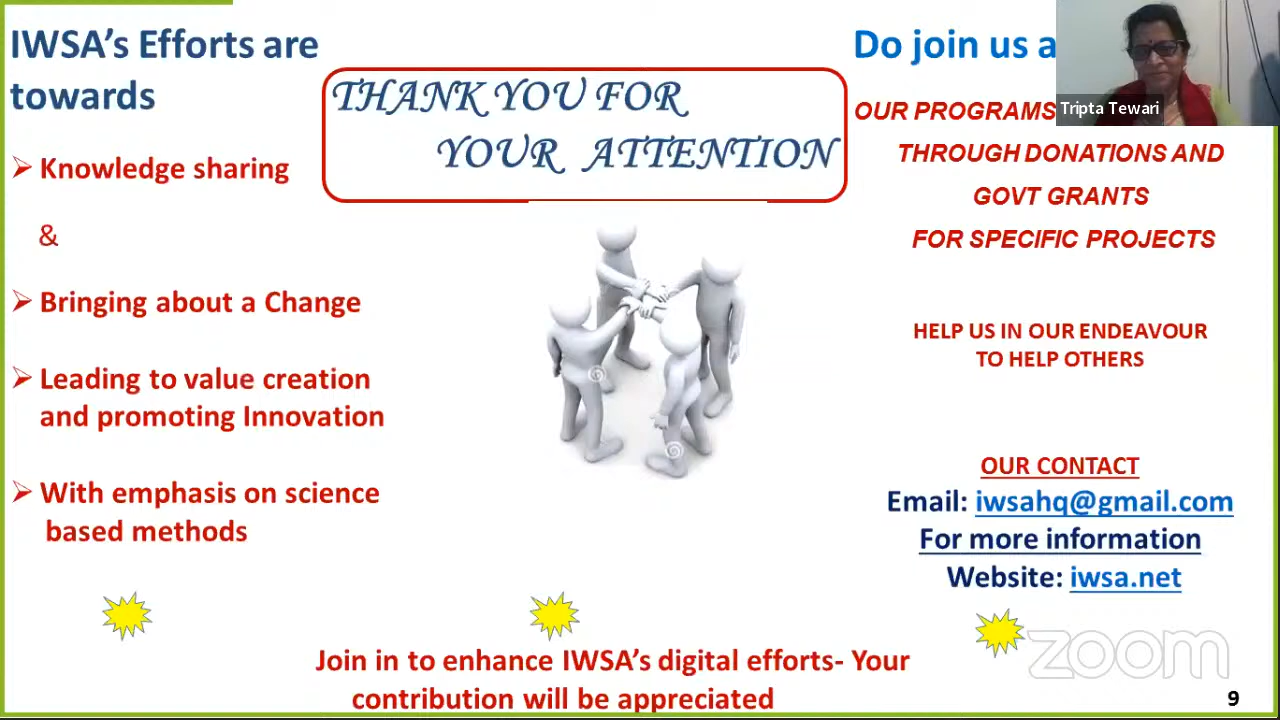 IWSA's Efforts are
towards
➢ Knowledge sharing
&
➢ Bringing about a Change
➢ Leading to value creation
and promoting Innovation
➢ With emphasis on science
based methods
THANK YOU FOR
YOUR ATTENTION
Do join us
OUR PROGRAMS
THROUGH DONATIONS AND
GOVT GRANTS
FOR SPECIFIC PROJECTS
HELP US IN OUR ENDEAVOUR
TO HELP OTHERS
OUR CONTACT
Email: iwsahq@gmail.com
For more information
Website: iwsa.net
Join in to enhance IWSA's digital efforts- Your
contribution will be appreciated
Tripta Tewari
zoom
9